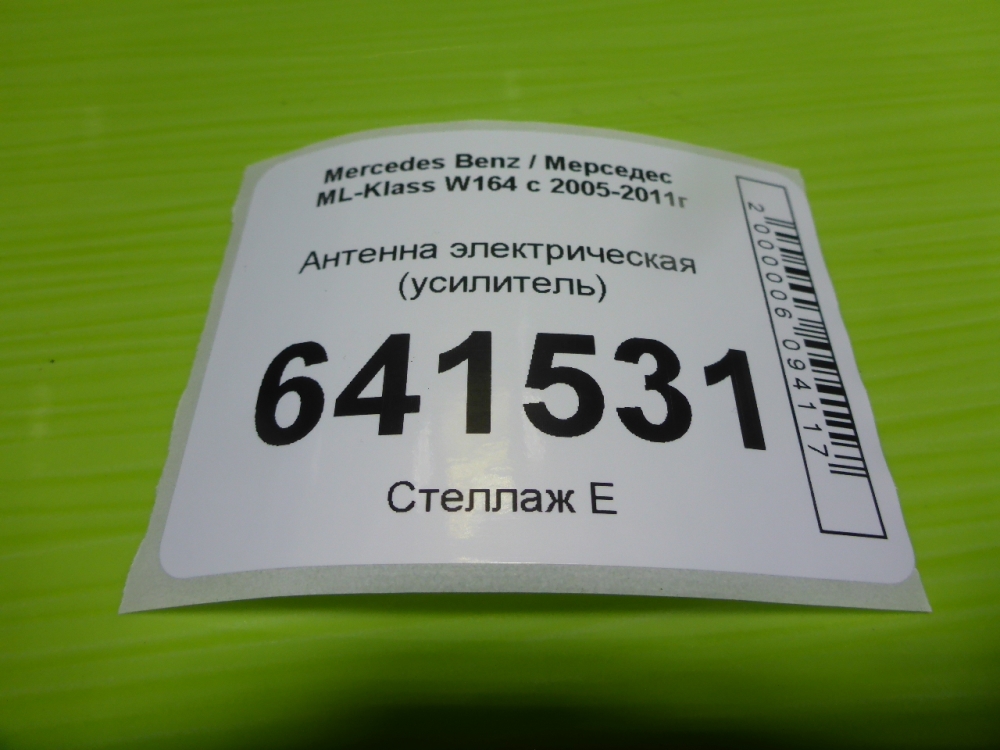 Mercedes Benz / Мерседес
ML-Klass W164 с 2005-2011г
Антенна электрическая
(усилитель)
641531
Стеллаж Е
2000006094117